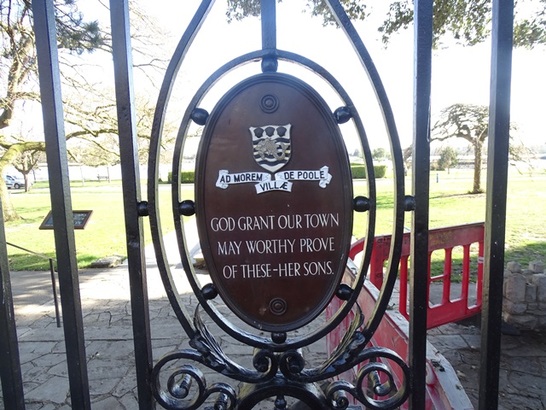 AD MOREM DE POOLE
VILLÆ
GOD GRANT OUR TOWN
MAY WORTHY PROVE
OF THESE-HER SONS.